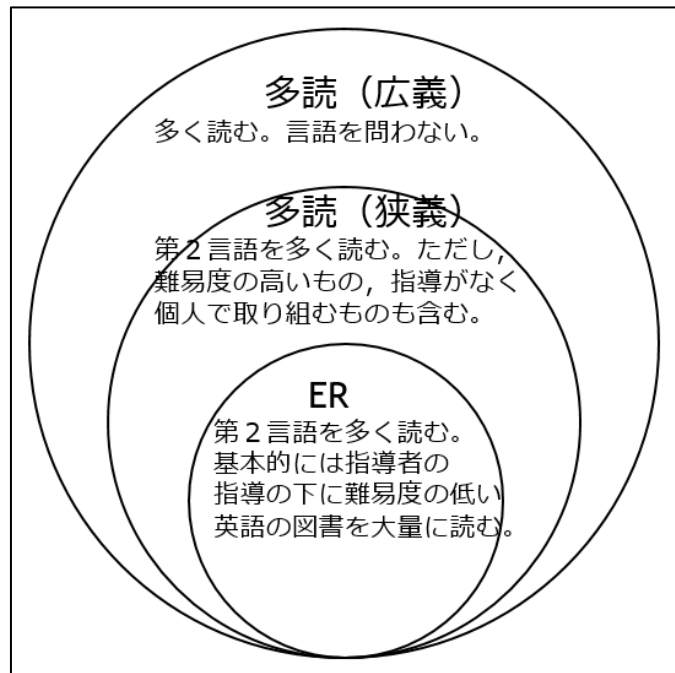 多読（広義）
多く読む。言語を問わない。
多読（狭義）
第２言語を多く読む。ただし，
難易度の高いもの，指導がなく
個人で取り組むものも含む。
ER
第２言語を多く読む。
基本的には指導者の
指導の下に難易度の低い
英語の図書を大量に読む。